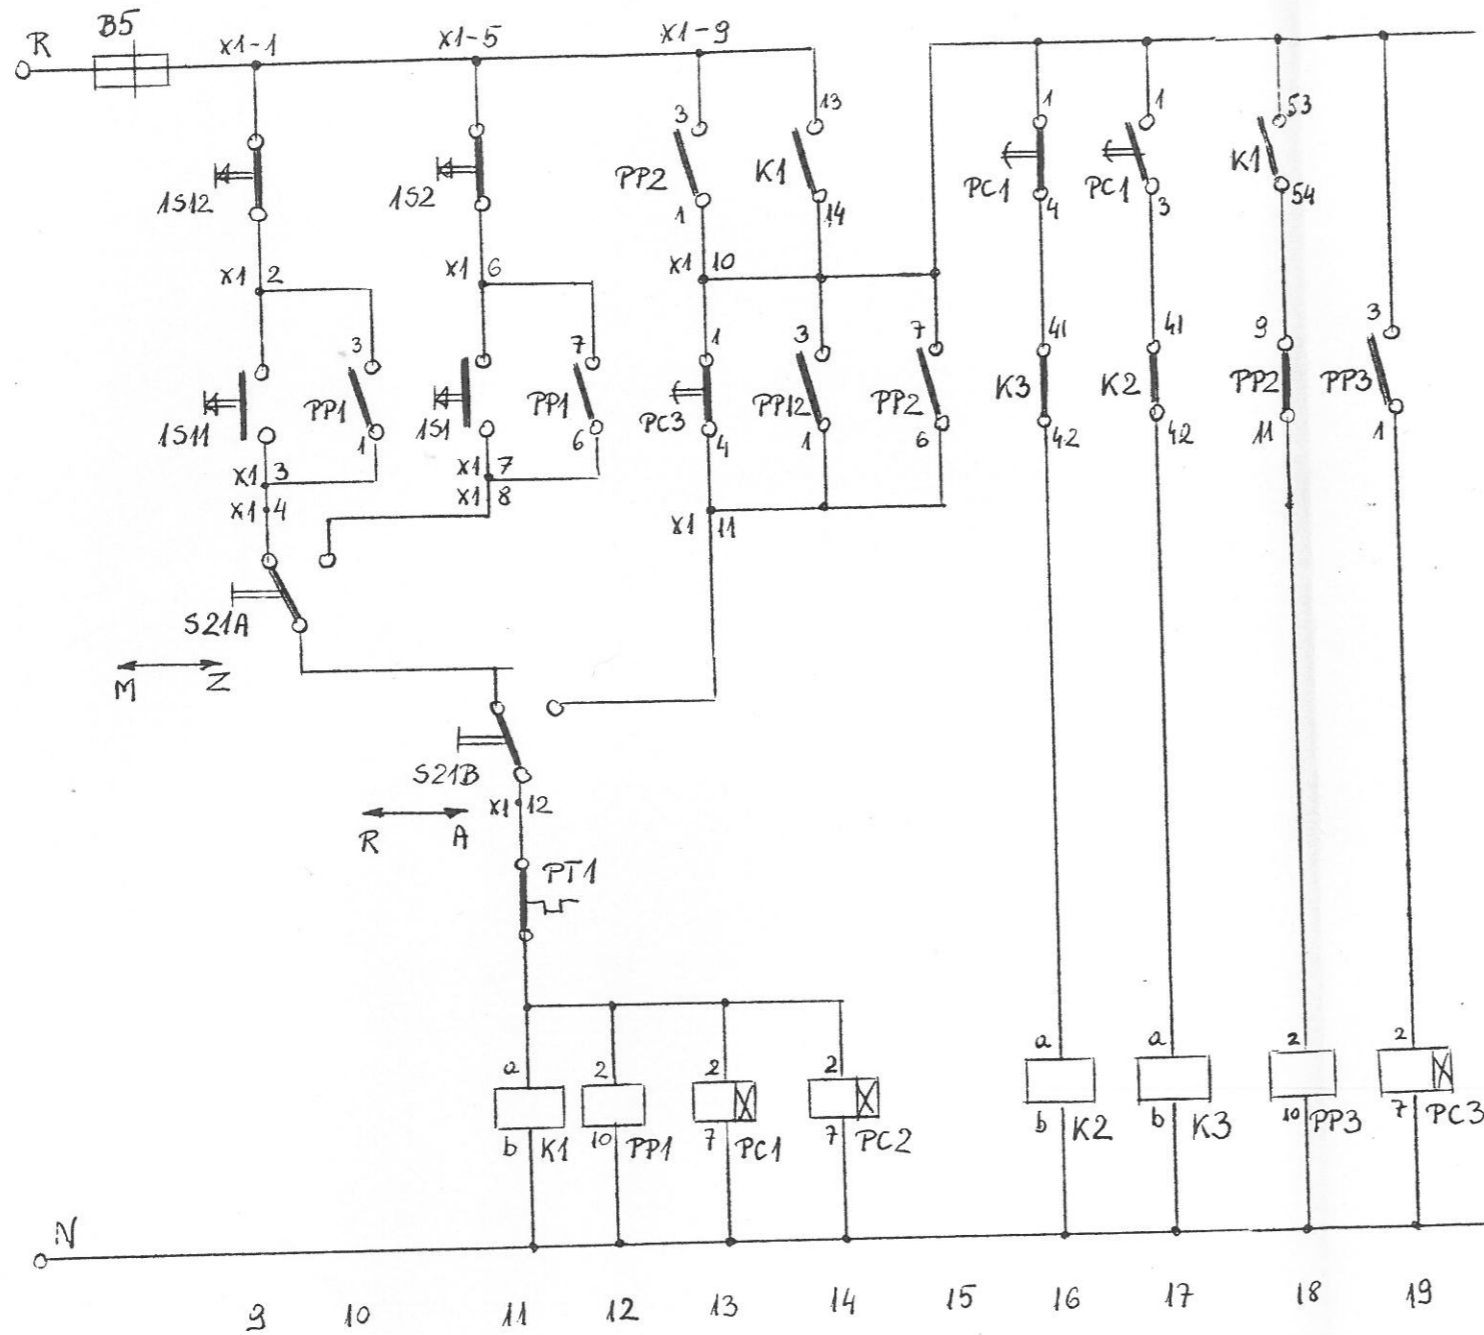 R B5 X1-1 X1-5 X1-9
3 13 1 1 53
1S12 1S2 PP2 K1 PC1 PC1 K1
1 14 4 3 54
X1 2 X1 6 X1 10
3 7 1 3 7 41 41 9 3
1S11 PP1 1S1 PP1 PC3 PP12 PP2 K3 K2 PP2 PP3
1 6 4 1 6 42 42 11 1
X1 3 X1 7
X1 4 X1 8 X1 11
S21A
M Z
S21B
X1 12
R A
PT1
a 2 2 2 a a 2 2
b K1 10 PP1 7 PC1 7 PC2 b K2 b K3 10 PP3 7 PC3
N
9 10 11 12 13 14 15 16 17 18 19